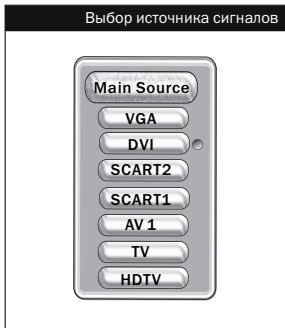 Выбор источника сигналов
Main Source
VGA
DVI
SCART2
SCART1
AV 1
TV
HDTV